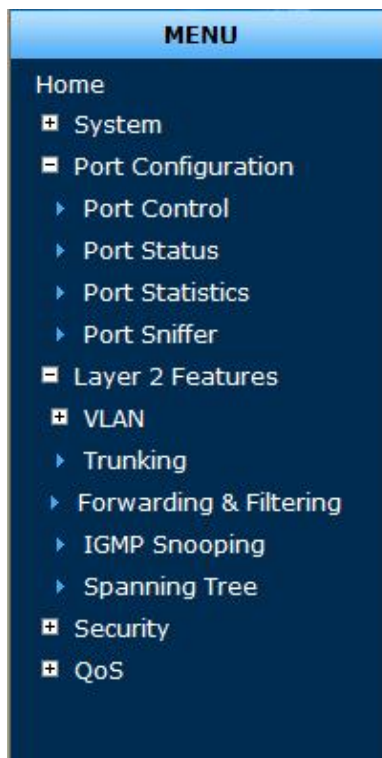 MENU
Home
System
Port Configuration
Port Control
Port Status
Port Statistics
Port Sniffer
Layer 2 Features
VLAN
Trunking
Forwarding & Filtering
IGMP Snooping
Spanning Tree
Security
QoS